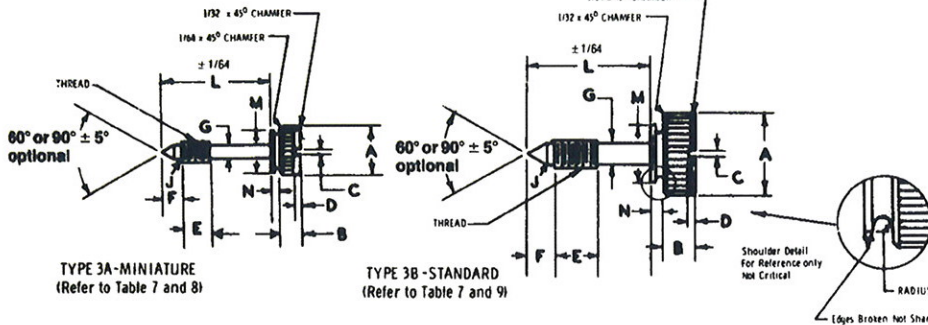 1/32 x 45° CHAMFER
1/64 x 45° CHAMFER
± 1/64
L
THREAD
M
G
60° or 90° ± 5°
optional
A
J
F
N
C
D
E
B
TYPE 3A-MINIATURE
(Refer to Table 7 and 8)
1/32 x 45° CHAMFER
± 1/64
L
G
M
60° or 90° ± 5°
optional
A
J
C
THREAD
N
D
F
E
B
TYPE 3B-STANDARD
(Refer to Table 7 and 9)
Shoulder Detail
For Reference only
Not Critical
RADIUS
Edges Broken Not